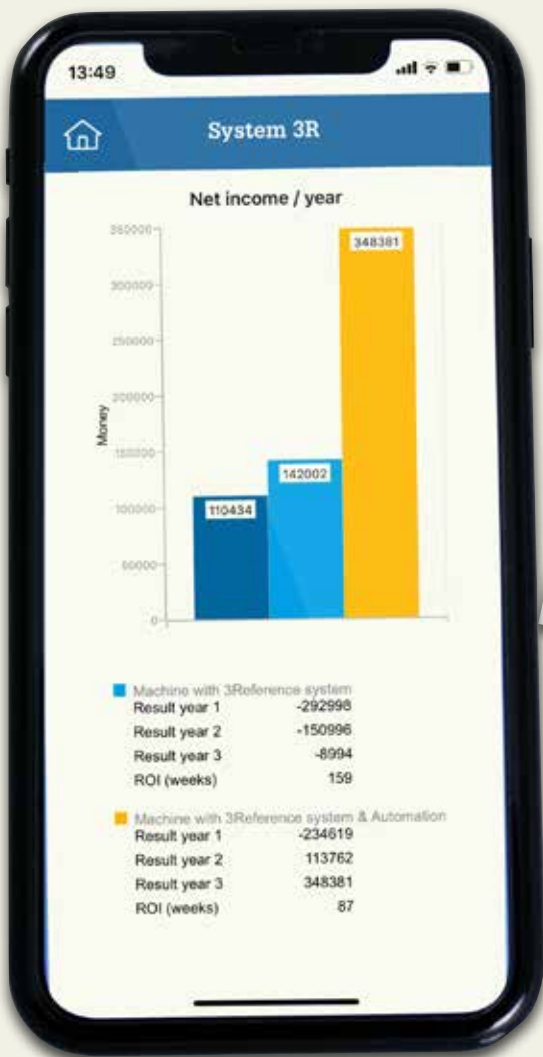 13:49
System 3R
Net income / year
350000
300000
250000
200000
150000
100000
50000
0
Money
348381
142002
110434
Machine with 3Reference system
Result year 1 -292998
Result year 2 -150996
Result year 3 -8994
ROI (weeks) 159
Machine with 3Reference system & Automation
Result year 1 -234619
Result year 2 113762
Result year 3 348381
ROI (weeks) 87